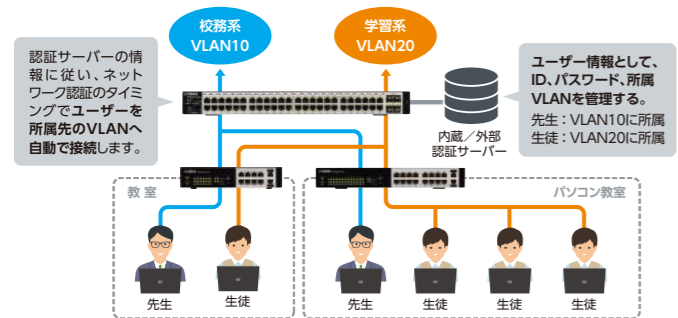 校務系
VLAN10
学習系
VLAN20
認証サーバーの情
報に従い、ネット
ワーク認証のタイミ
ングでユーザーを
所属先のVLANへ
自動で接続します。
ユーザー情報として、
ID、パスワード、所属
VLANを管理する。
先生：VLAN10に所属
生徒：VLAN20に所属
内蔵／外部
認証サーバー
教室
パソコン教室
先生
生徒
先生
生徒
生徒
生徒